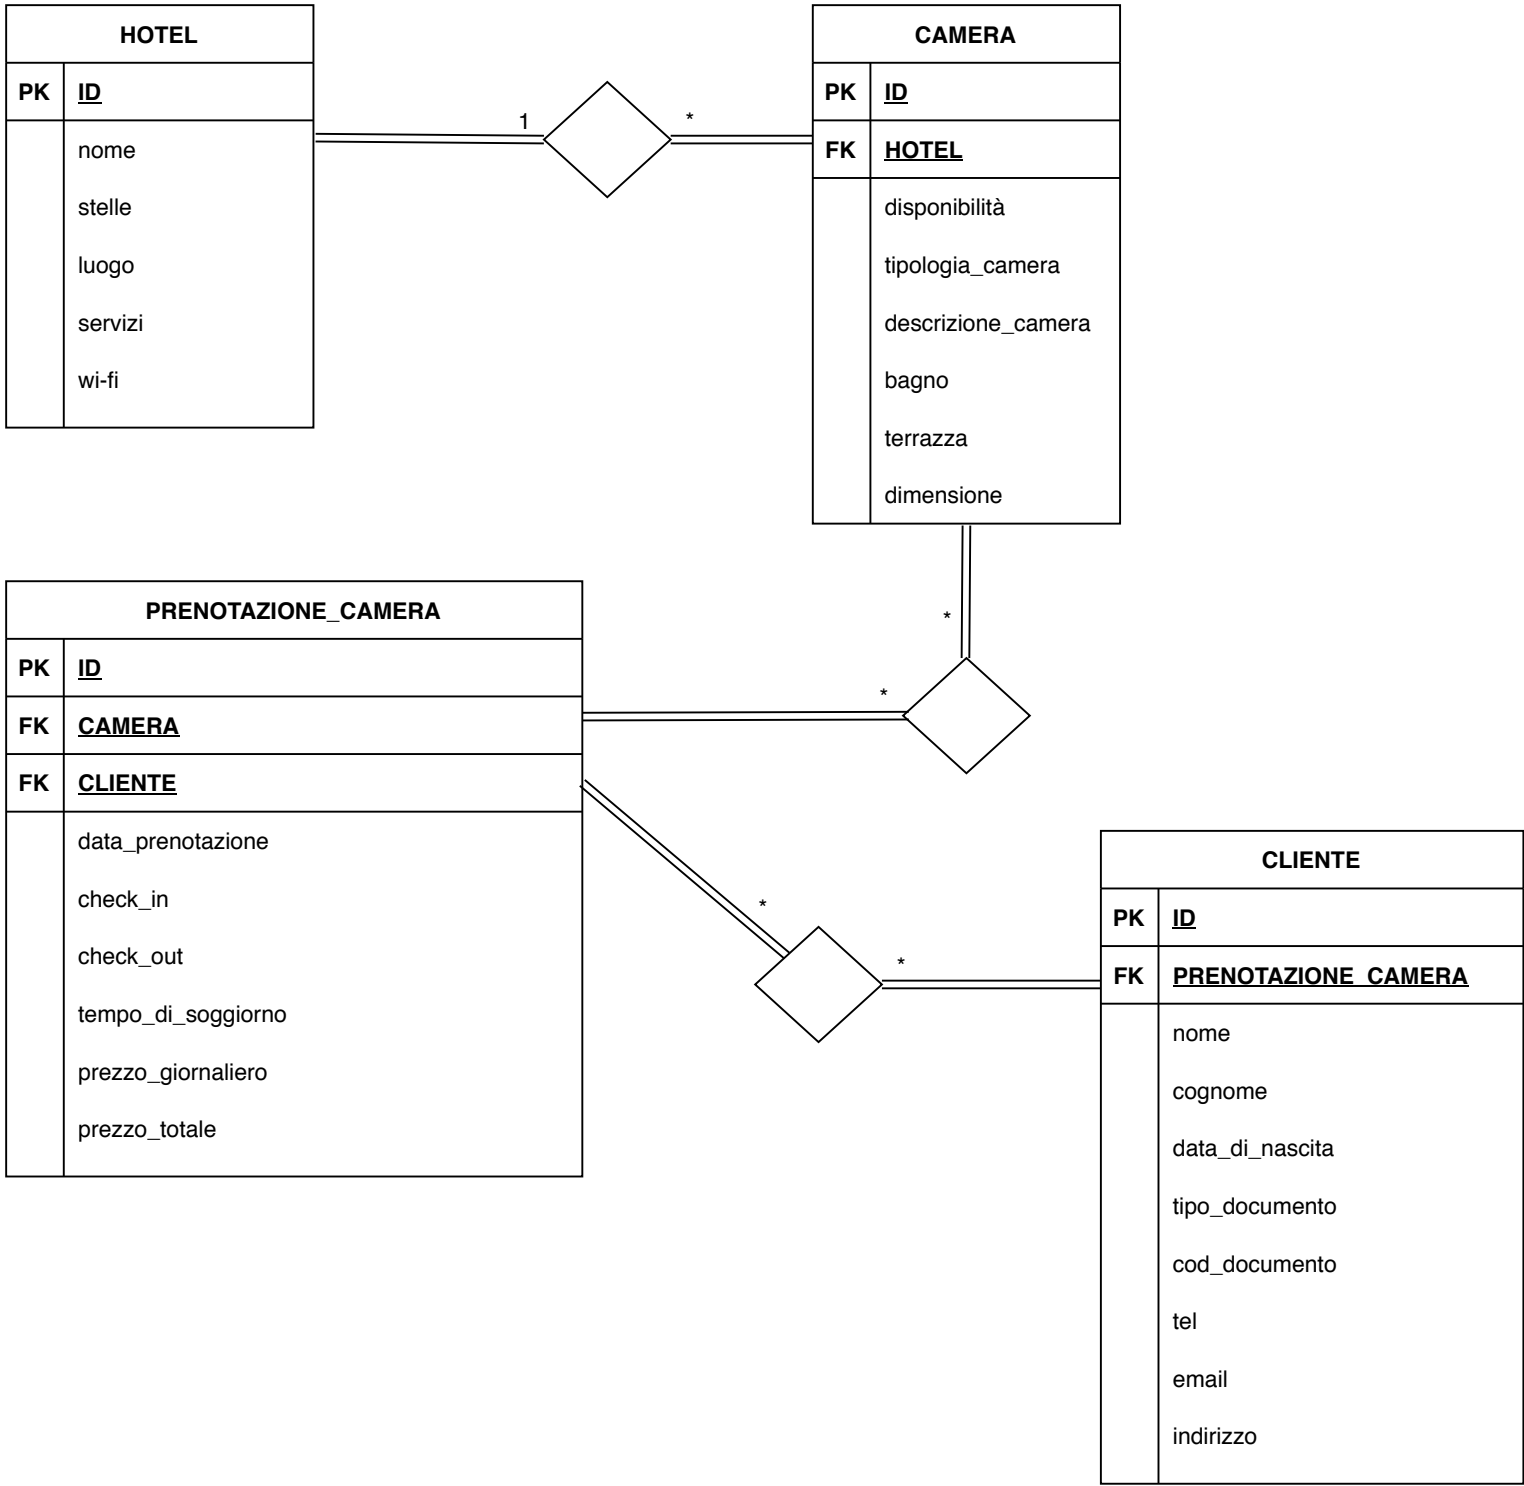 HOTEL
PK ID
nome
stelle
luogo
servizi
wi-fi
1
*
CAMERA
PK ID
FK HOTEL
disponibilità
tipologia_camera
descrizione_camera
bagno
terrazza
dimensione
*
*
PRENOTAZIONE_CAMERA
PK ID
FK CAMERA
FK CLIENTE
data_prenotazione
check_in
check_out
tempo_di_soggiorno
prezzo_giornaliero
prezzo_totale
*
*
CLIENTE
PK ID
FK PRENOTAZIONE_CAMERA
nome
cognome
data_di_nascita
tipo_documento
cod_documento
tel
email
indirizzo